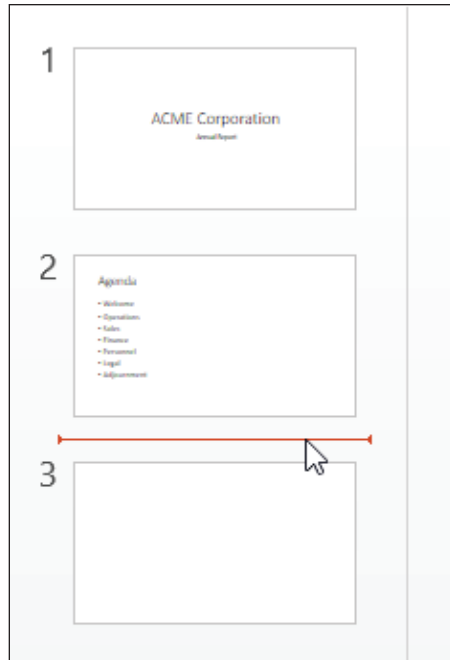 1
ACME Corporation
Annual Report
2
Agenda
• Welcome
• Operations
• Sales
• Finance
• Personnel
• Legal
• Adjournment
3